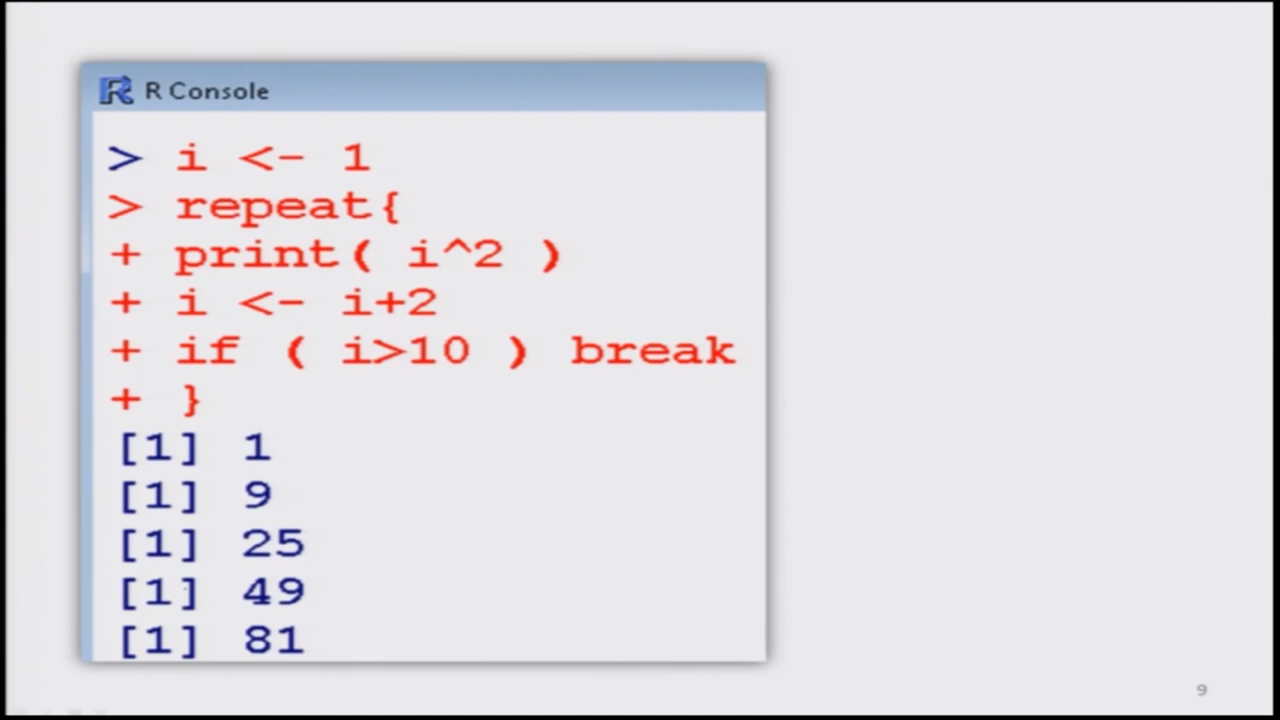 R Console
> i <- 1
> repeat{
+ print( i^2 )
+ i <- i+2
+ if ( i>10 ) break
+ }
[1] 1
[1] 9
[1] 25
[1] 49
[1] 81
9